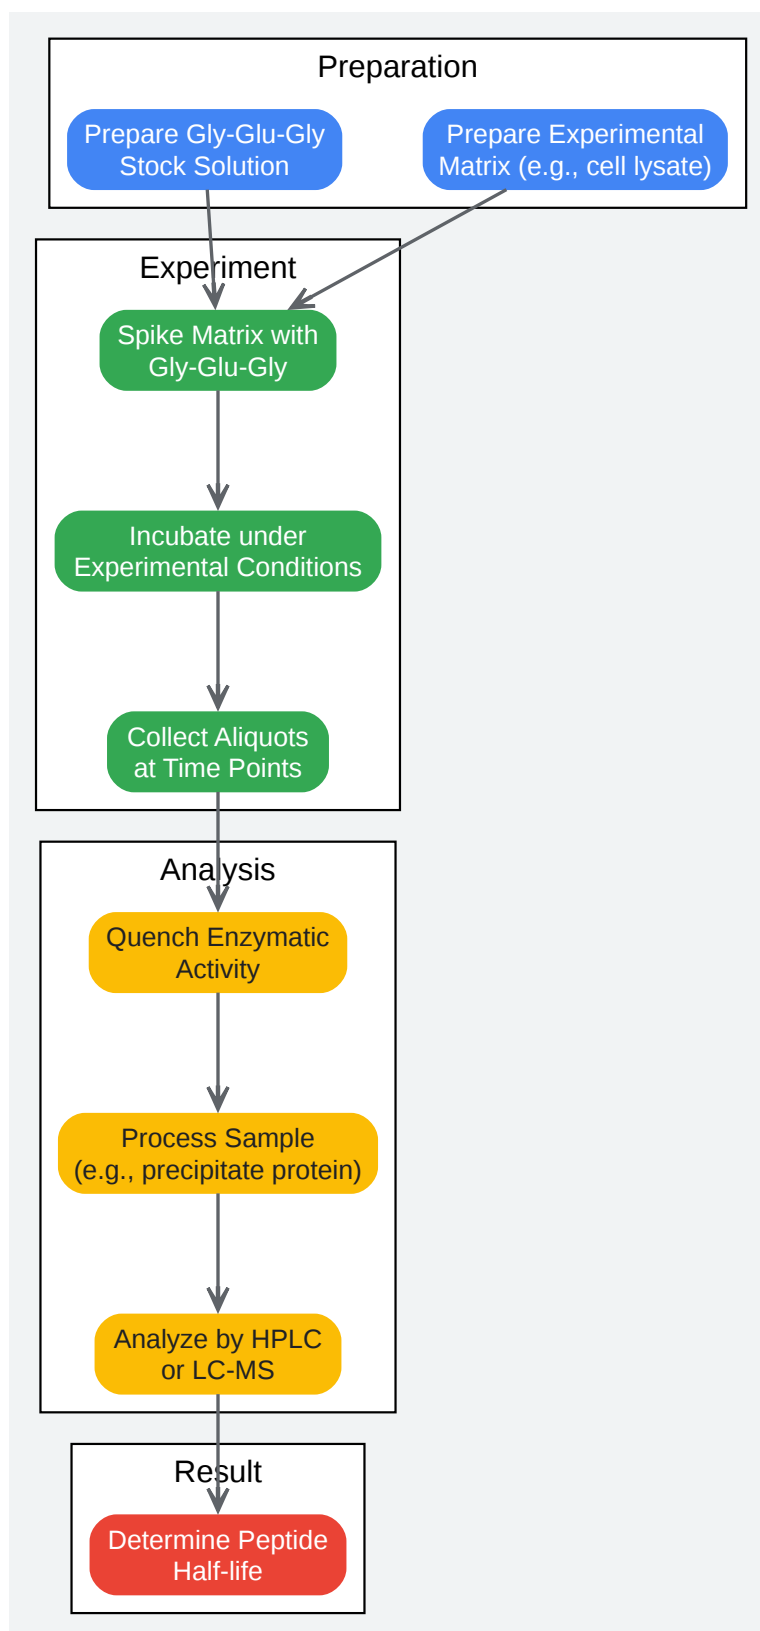 Preparation
Prepare Gly-Glu-Gly
Stock Solution
Prepare Experimental
Matrix (e.g., cell lysate)
Experiment
Spike Matrix with
Gly-Glu-Gly
Incubate under
Experimental Conditions
Collect Aliquots
at Time Points
Analysis
Quench Enzymatic
Activity
Process Sample
(e.g., precipitate protein)
Analyze by HPLC
or LC-MS
Result
Determine Peptide
Half-life